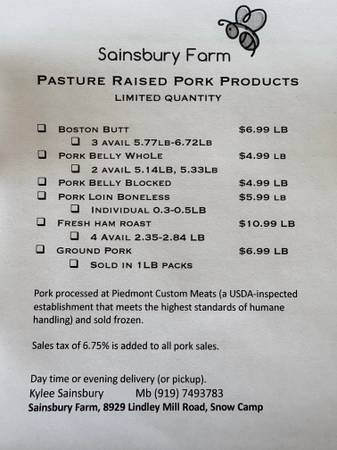 Sainsbury Farm
PASTURE RAISED PORK PRODUCTS
LIMITED QUANTITY
BOSTON BUTT $6.99 LB
3 AVAIL 5.77LB-6.72LB
PORK BELLY WHOLE $4.99 LB
2 AVAIL 5.14LB, 5.33LB
PORK BELLY BLOCKED $4.99 LB
PORK LOIN BONELESS $5.99 LB
INDIVIDUAL 0.3-0.5LB
FRESH HAM ROAST $10.99 LB
4 AVAIL 2.35-2.84 LB
GROUND PORK $6.99 LB
SOLD IN 1LB PACKS
Pork processed at Piedmont Custom Meats (a USDA-inspected
establishment that meets the highest standards of humane
handling) and sold frozen.
Sales tax of 6.75% is added to all pork sales.
Day time or evening delivery (or pickup).
Kylee Sainsbury Mb (919) 7493783
Sainsbury Farm, 8929 Lindley Mill Road, Snow Camp